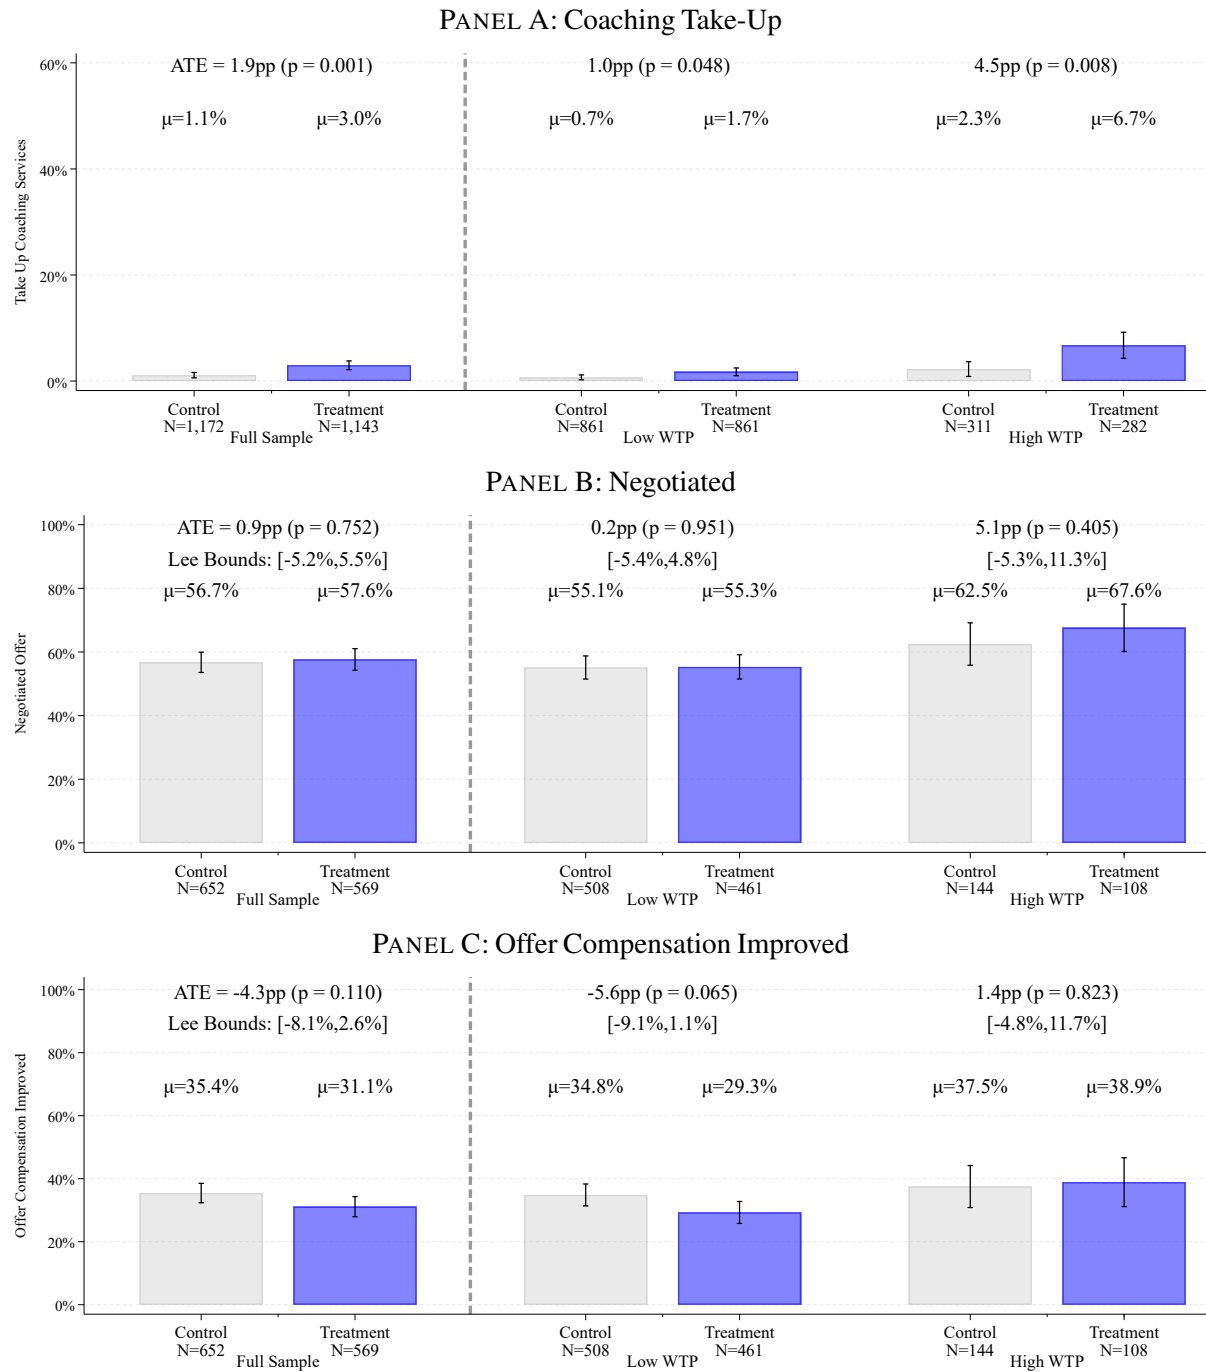 PANEL A: Coaching Take-Up
ATE = 1.9pp (p = 0.001) 1.0pp (p = 0.048) 4.5pp (p = 0.008)
μ=1.1% μ=3.0% μ=0.7% μ=1.7% μ=2.3% μ=6.7%
Take Up Coaching Services
60%
40%
20%
0%
Control Treatment Control Treatment Control Treatment
N=1,172 N=1,143 N=861 N=861 N=311 N=282
Full Sample Low WTP High WTP
PANEL B: Negotiated
ATE = 0.9pp (p = 0.752) 0.2pp (p = 0.951) 5.1pp (p = 0.405)
Lee Bounds: [-5.2%,5.5%] [-5.4%,4.8%] [-5.3%,11.3%]
μ=56.7% μ=57.6% μ=55.1% μ=55.3% μ=62.5% μ=67.6%
Negotiated Offer
100%
80%
60%
40%
20%
0%
Control Treatment Control Treatment Control Treatment
N=652 N=569 N=508 N=461 N=144 N=108
Full Sample Low WTP High WTP
PANEL C: Offer Compensation Improved
ATE = -4.3pp (p = 0.110) -5.6pp (p = 0.065) 1.4pp (p = 0.823)
Lee Bounds: [-8.1%,2.6%] [-9.1%,1.1%] [-4.8%,11.7%]
μ=35.4% μ=31.1% μ=34.8% μ=29.3% μ=37.5% μ=38.9%
Offer Compensation Improved
100%
80%
60%
40%
20%
0%
Control Treatment Control Treatment Control Treatment
N=652 N=569 N=508 N=461 N=144 N=108
Full Sample Low WTP High WTP